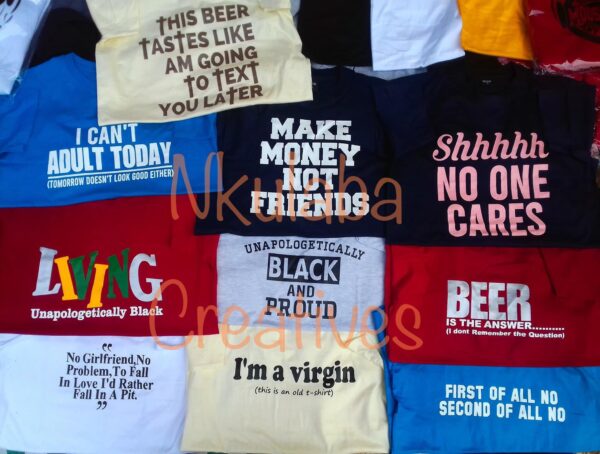 THIS BEER
TASTES LIKE
AM GOING
TO TEXT
YOU LATER
I CAN'T
ADULT TODAY
(TOMORROW DOESN'T LOOK GOOD EITHER)
MAKE
MONEY
NOT
FRIENDS
Shhhhh
NO ONE
CARES
Nkulaba
Creatives
LIVING
Unapologetically Black
UNAPOLOGETICALLY
BLACK
AND
PROUD
BEER
IS THE ANSWER..........
(I dont Remember the Question)
“
No Girlfriend,No
Problem,To Fall
In Love I'd Rather
Fall In A Pit.
”
I'm a virgin
(this is an old t-shirt)
FIRST OF ALL NO
SECOND OF ALL NO